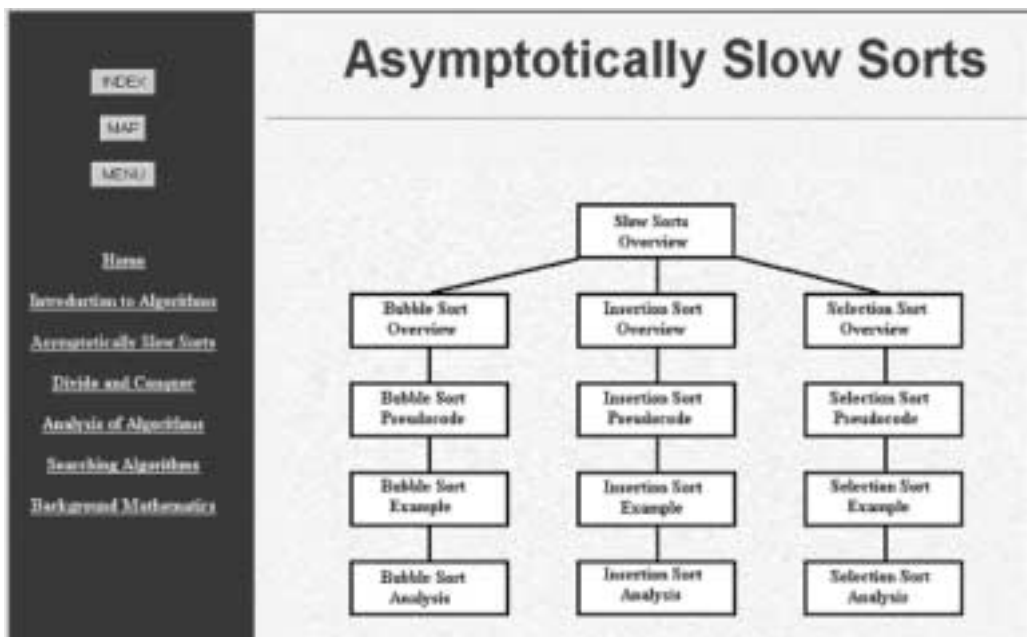 INDEX
MAP
MENU
Home
Introduction to Algorithms
Asymptotically Slow Sorts
Divide and Conquer
Analysis of Algorithms
Searching Algorithms
Background Mathematics
Asymptotically Slow Sorts
Slow Sorts
Overview
Bubble Sort
Overview
Insertion Sort
Overview
Selection Sort
Overview
Bubble Sort
Pseudocode
Insertion Sort
Pseudocode
Selection Sort
Pseudocode
Bubble Sort
Example
Insertion Sort
Example
Selection Sort
Example
Bubble Sort
Analysis
Insertion Sort
Analysis
Selection Sort
Analysis